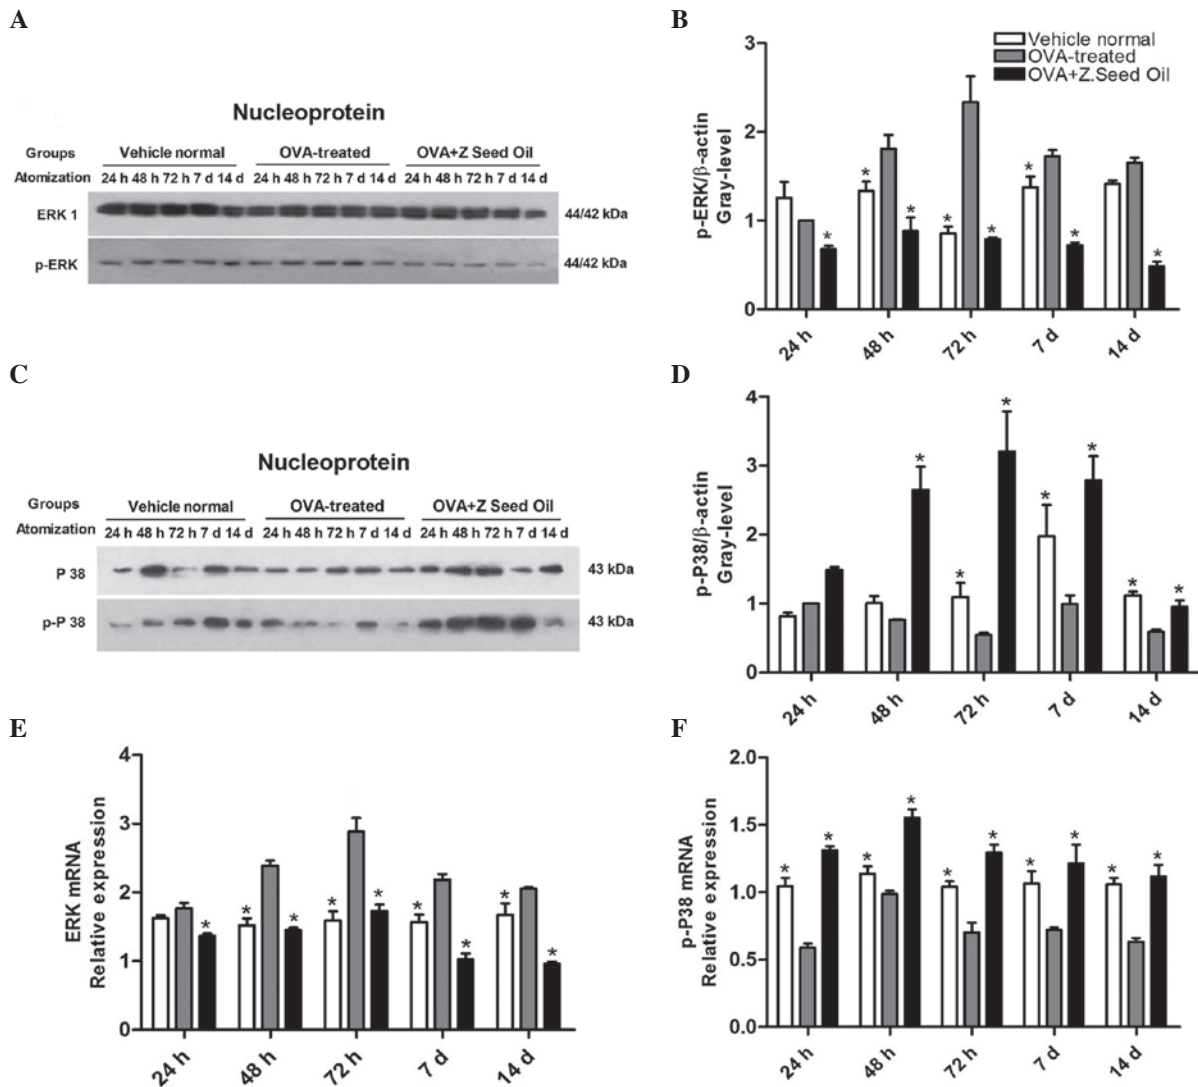 A
Nucleoprotein
Groups Vehicle normal OVA-treated OVA+Z Seed Oil
Atomization 24 h 48 h 72 h 7 d 14 d 24 h 48 h 72 h 7 d 14 d 24 h 48 h 72 h 7 d 14 d
ERK 1 44/42 kDa
p-ERK 44/42 kDa
B
Vehicle normal
OVA-treated
OVA+Z.Seed Oil
p-ERK/β-actin
Gray-level
3
2
1
0
* * * * * * *
24 h 48 h 72 h 7 d 14 d
C
Nucleoprotein
Groups Vehicle normal OVA-treated OVA+Z Seed Oil
Atomization 24 h 48 h 72 h 7 d 14 d 24 h 48 h 72 h 7 d 14 d 24 h 48 h 72 h 7 d 14 d
P 38 43 kDa
p-P 38 43 kDa
D
p-P38/β-actin
Gray-level
4
3
2
1
0
* * * * * * *
24 h 48 h 72 h 7 d 14 d
E
ERK mRNA
Relative expression
4
3
2
1
0
* * * * * * * * *
24 h 48 h 72 h 7 d 14 d
F
p-P38 mRNA
Relative expression
2.0
1.5
1.0
0.5
0.0
* * * * * * * * * *
24 h 48 h 72 h 7 d 14 d